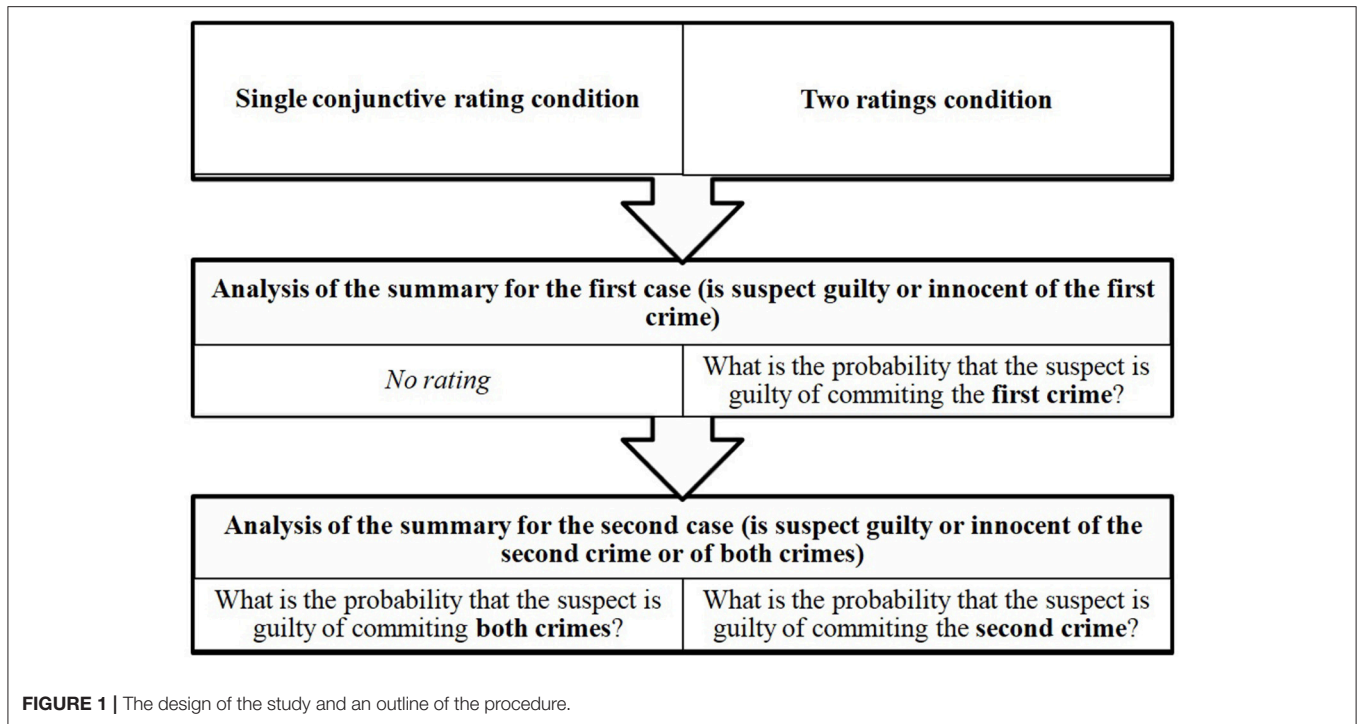 Single conjunctive rating condition
Two ratings condition
Analysis of the summary for the first case (is suspect guilty or innocent of the first
crime)
No rating
What is the probability that the suspect is
guilty of commiting the first crime?
Analysis of the summary for the second case (is suspect guilty or innocent of the
second crime or of both crimes)
What is the probability that the suspect is
guilty of commiting both crimes?
What is the probability that the suspect is
guilty of commiting the second crime?
FIGURE 1 | The design of the study and an outline of the procedure.